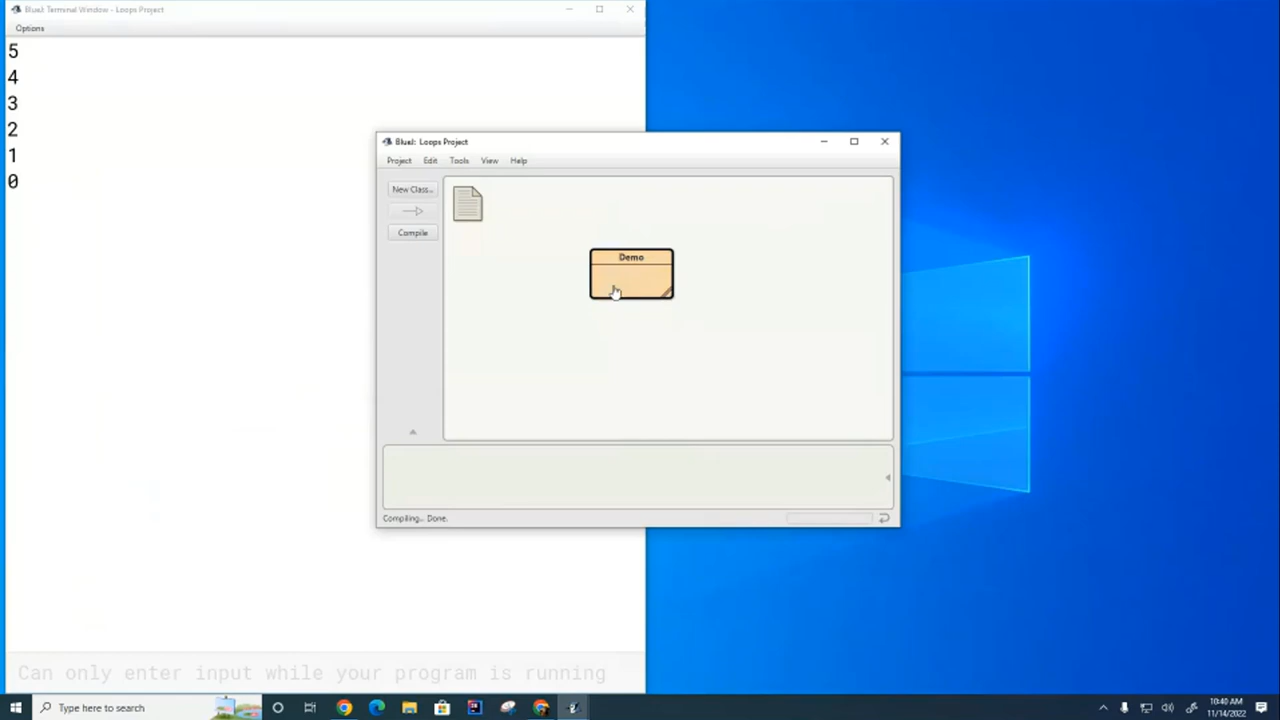 BlueJ: Terminal Window - Loops Project
Options
5
4
3
2
1
0
BlueJ: Loops Project
Project Edit Tools View Help
New Class...
Compile
Demo
Compiling... Done.
Can only enter input while your program is running
Type here to search
10:40 AM
11/14/2022